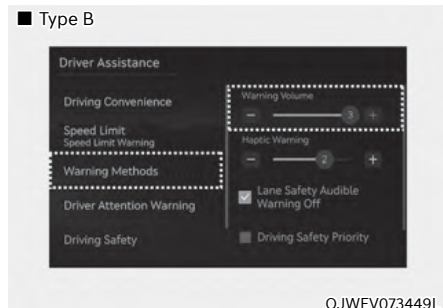 ■ Type B
Driver Assistance
Driving Convenience
Speed Limit
Speed Limit Warning
Warning Methods
Driver Attention Warning
Driving Safety
Warning Volume
− 3 +
Haptic Warning
− 2 +
Lane Safety Audible
Warning Off
Driving Safety Priority
OJWEV073449L